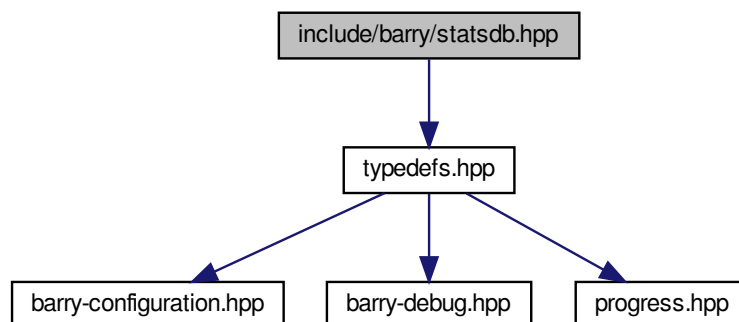 include/barry/statsdb.hpp
typedefs.hpp
barry-configuration.hpp
barry-debug.hpp
progress.hpp